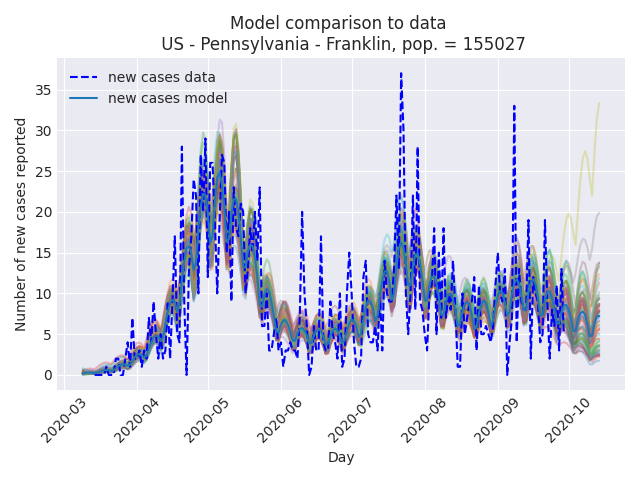 Model comparison to data
US - Pennsylvania - Franklin, pop. = 155027
new cases data
new cases model
Number of new cases reported
35
30
25
20
15
10
5
0
2020-03
2020-04
2020-05
2020-06
2020-07
2020-08
2020-09
2020-10
Day